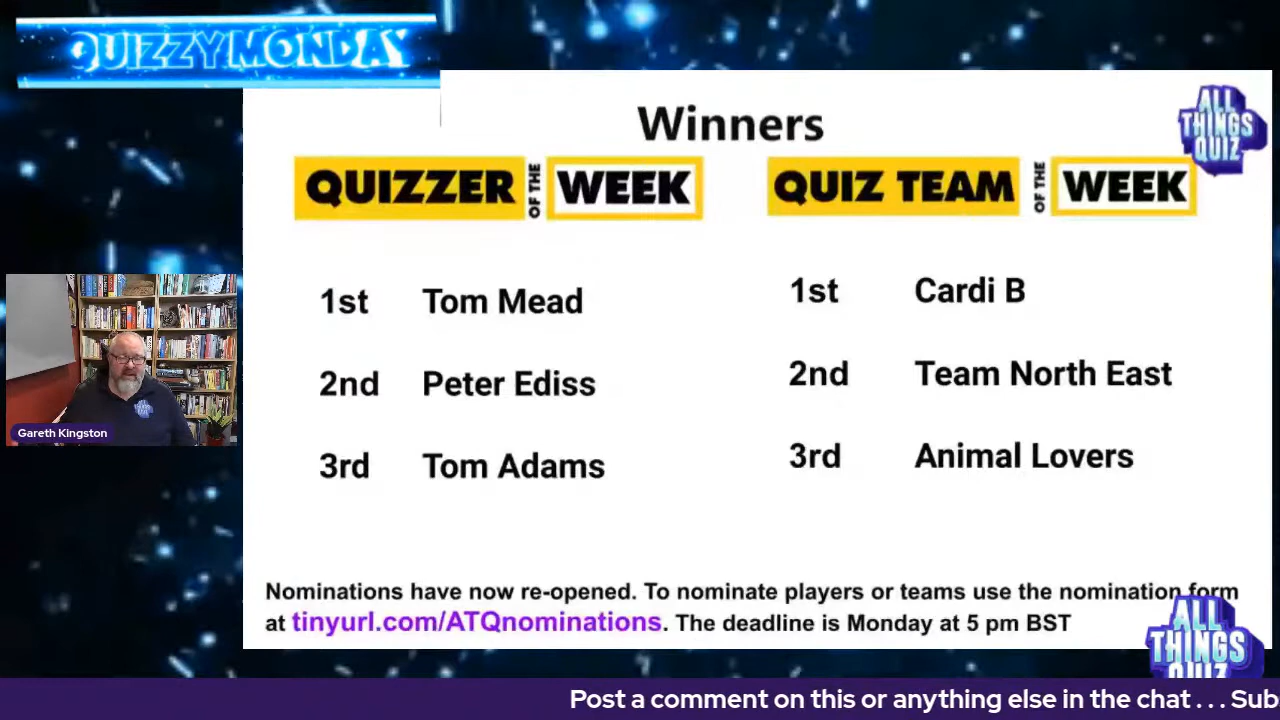 QUIZZYMONDAY
Winners
ALL THINGS QUIZ
QUIZZER OF THE WEEK
QUIZ TEAM OF THE WEEK
1st Tom Mead
2nd Peter Ediss
3rd Tom Adams
1st Cardi B
2nd Team North East
3rd Animal Lovers
Gareth Kingston
Nominations have now re-opened. To nominate players or teams use the nomination form
at tinyurl.com/ATQnominations. The deadline is Monday at 5 pm BST
ALL THINGS QUIZ
Post a comment on this or anything else in the chat . . . Sub